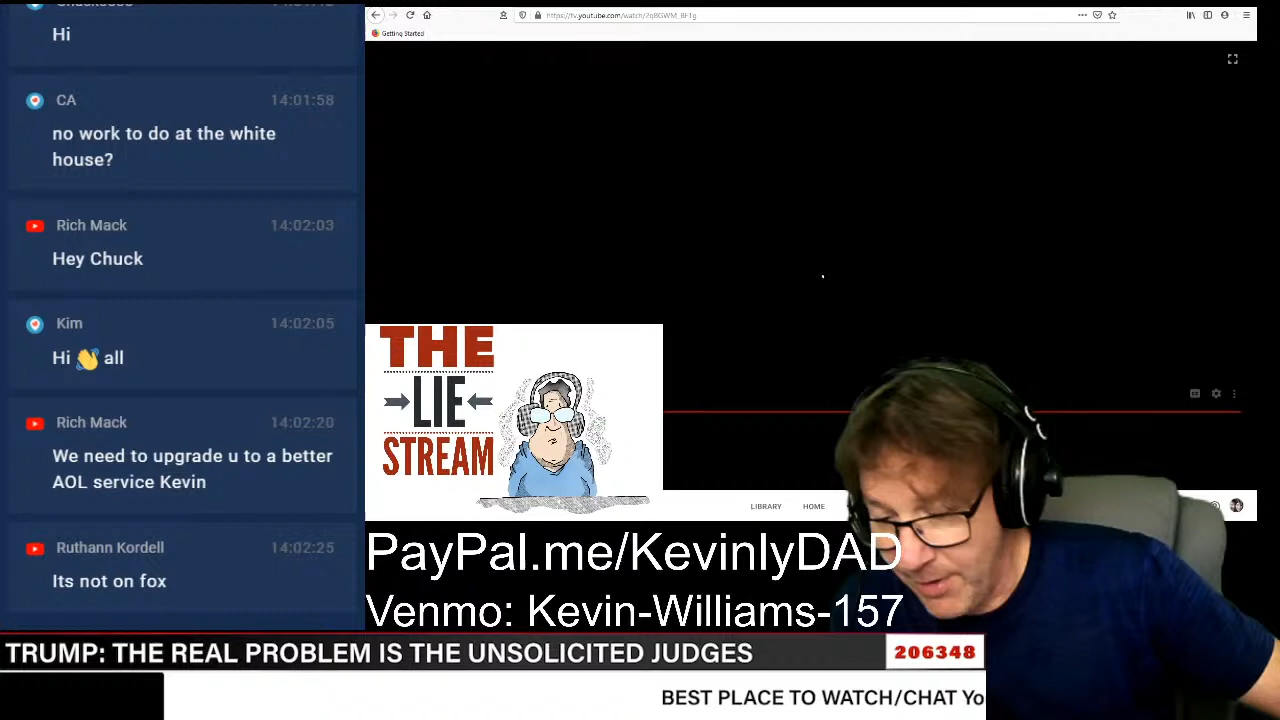 Hi
CA 14:01:58
no work to do at the white
house?
Rich Mack 14:02:03
Hey Chuck
Kim 14:02:05
Hi 👋 all
Rich Mack 14:02:20
We need to upgrade u to a better
AOL service Kevin
Ruthann Kordell 14:02:25
Its not on fox
Getting Started
THE
LIE
STREAM
LIBRARY HOME
PayPal.me/KevinlyDAD
Venmo: Kevin-Williams-157
TRUMP: THE REAL PROBLEM IS THE UNSOLICITED JUDGES 206348
BEST PLACE TO WATCH/CHAT Yo